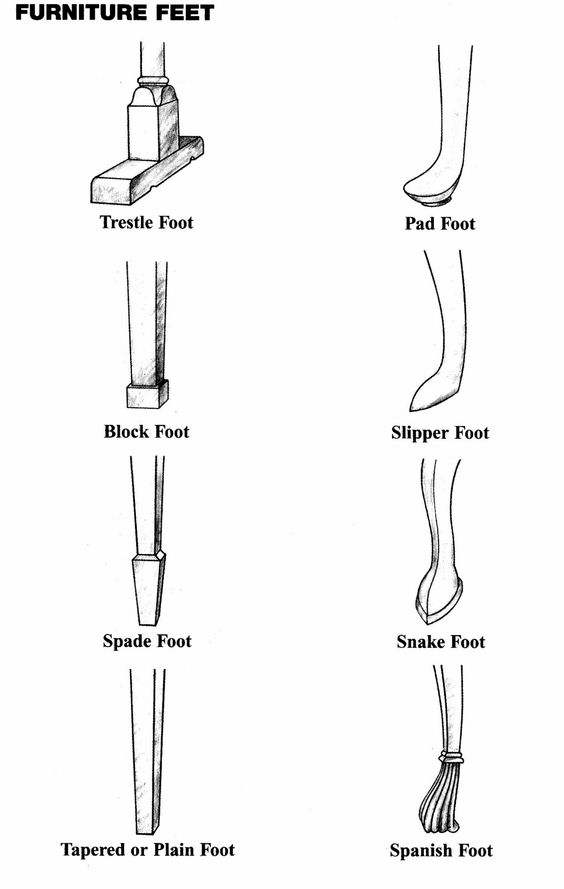 FURNITURE FEET
Trestle Foot
Pad Foot
Block Foot
Slipper Foot
Spade Foot
Snake Foot
Tapered or Plain Foot
Spanish Foot